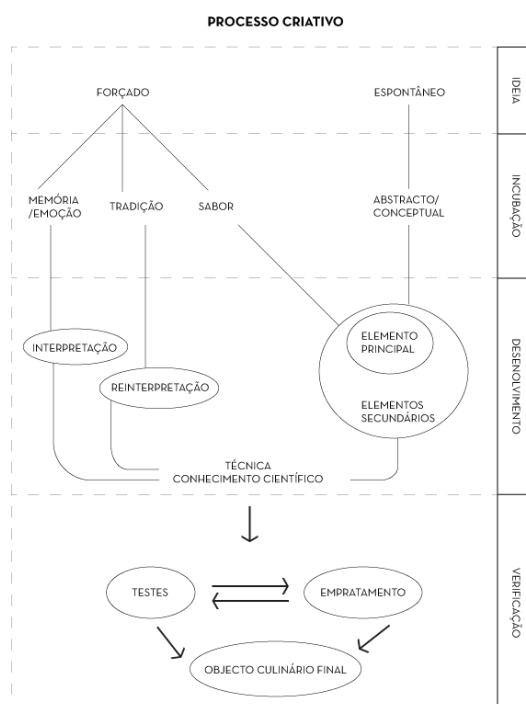 PROCESSO CRIATIVO
FORÇADO
ESPONTÂNEO
IDEIA
MEMÓRIA
/EMOÇÃO
TRADIÇÃO
SABOR
ABSTRACTO/
CONCEPTUAL
INCUBAÇÃO
INTERPRETAÇÃO
REINTERPRETAÇÃO
ELEMENTO
PRINCIPAL
ELEMENTOS
SECUNDÁRIOS
DESENVOLVIMENTO
TÉCNICA
CONHECIMENTO CIENTÍFICO
TESTES
EMPRATAMENTO
OBJECTO CULINÁRIO FINAL
VERIFICAÇÃO